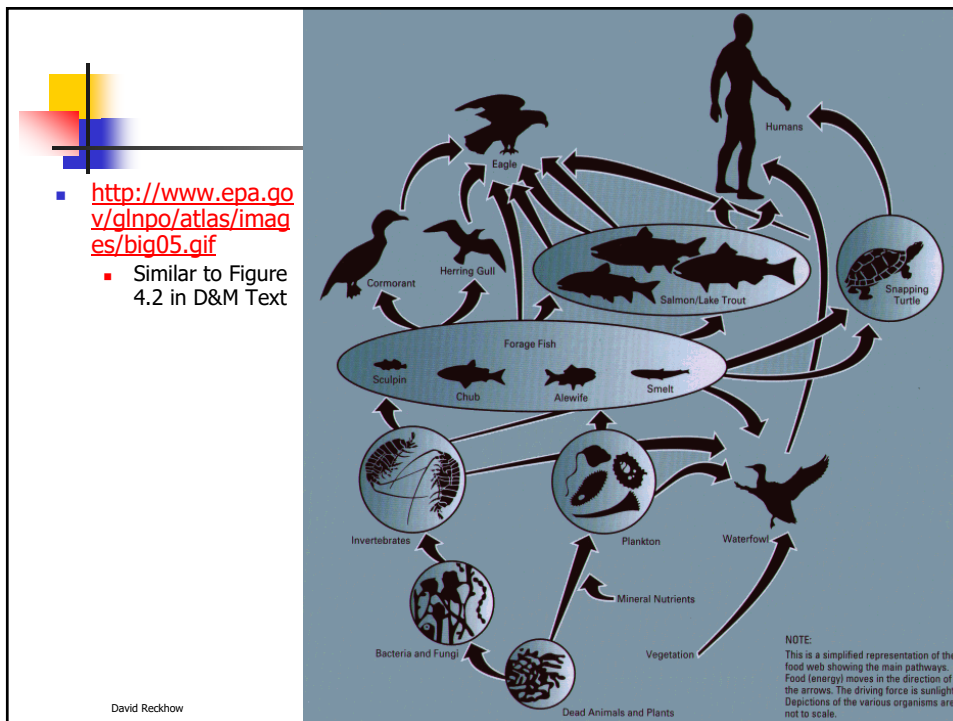 http://www.epa.go
v/glnpo/atlas/imag
es/big05.gif
Similar to Figure
4.2 in D&M Text
David Reckhow
Humans
Eagle
Cormorant
Herring Gull
Salmon/Lake Trout
Snapping
Turtle
Forage Fish
Sculpin
Chub
Alewife
Smelt
Invertebrates
Plankton
Waterfowl
Mineral Nutrients
Bacteria and Fungi
Vegetation
Dead Animals and Plants
NOTE:
This is a simplified representation of the
food web showing the main pathways.
Food (energy) moves in the direction of
the arrows. The driving force is sunlight
Depictions of the various organisms are
not to scale.